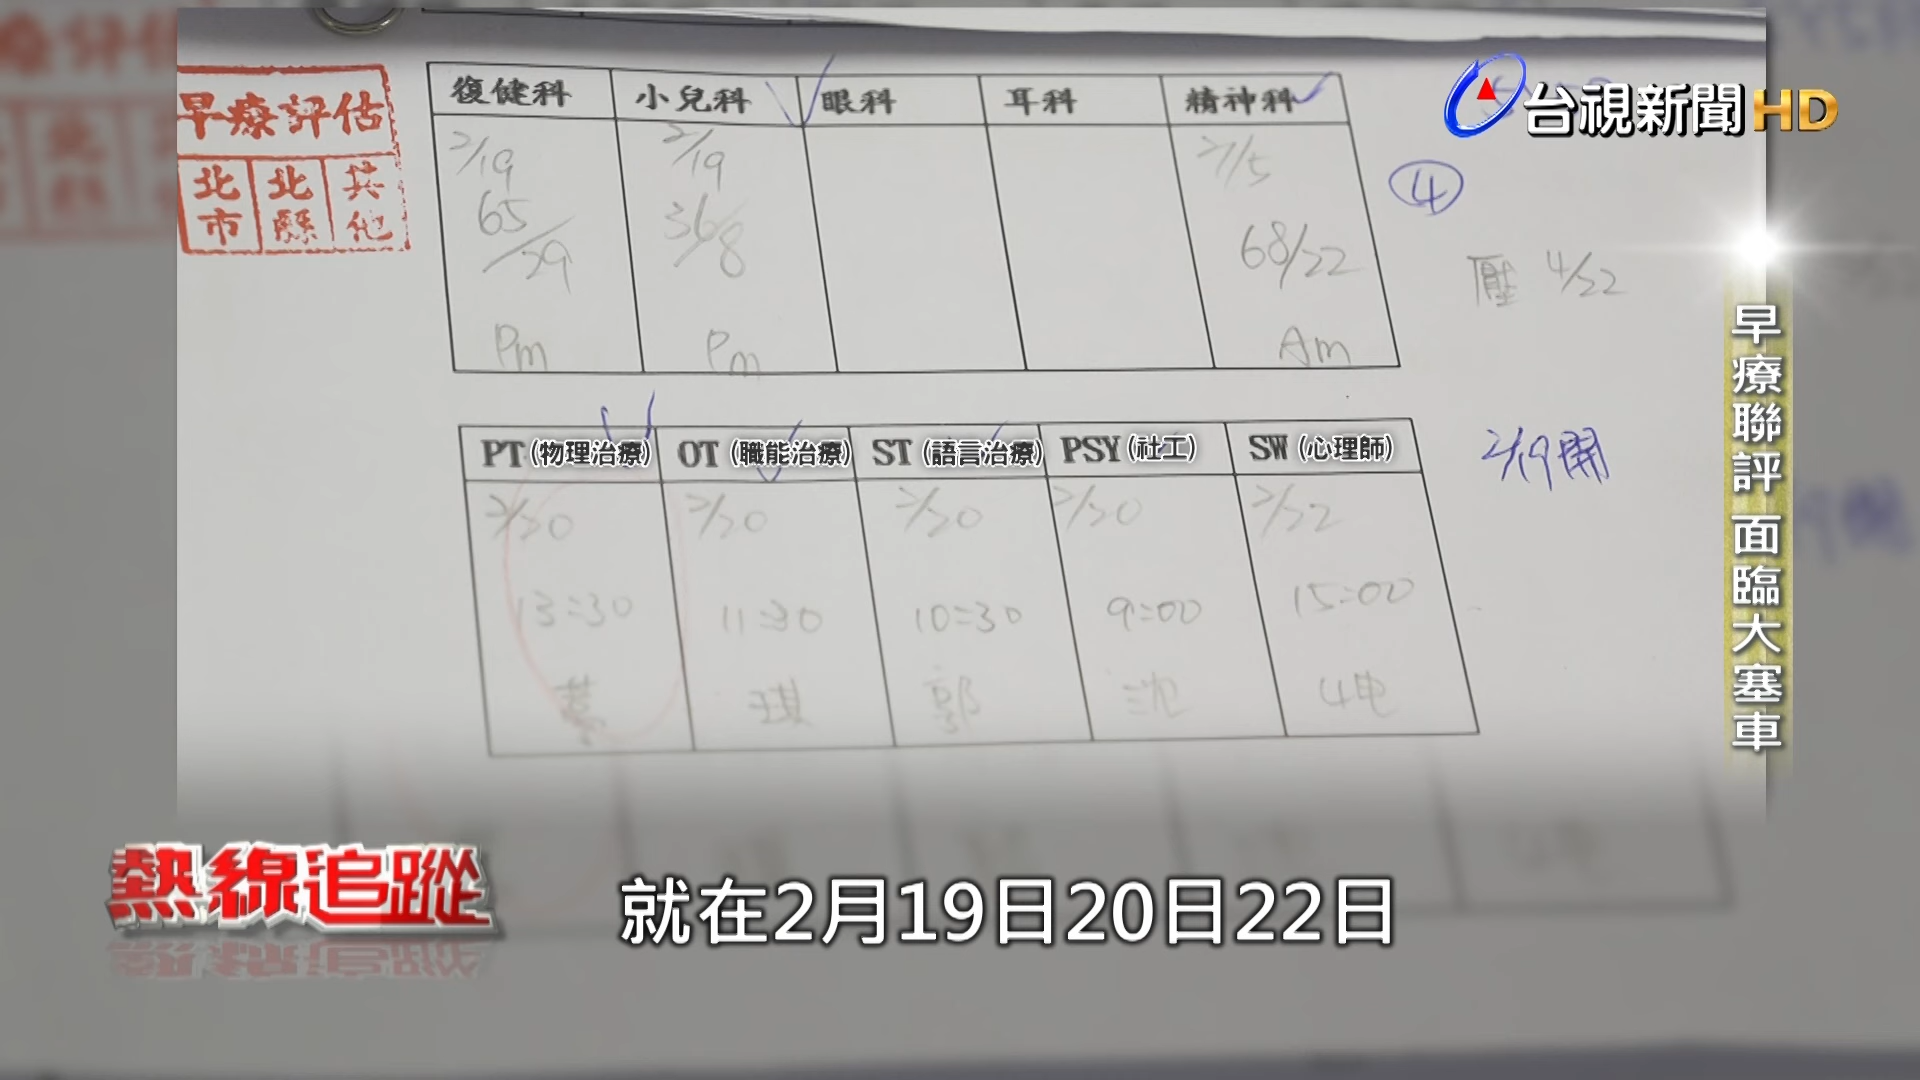 台視新聞HD
早療評估
北市 北縣 其他
復健科 小兒科 眼科 耳科 精神科
2/19 2/19 2/15
65/29 36/8 68/22
Pm Pm Am
④
壓 4/22
PT(物理治療) OT(職能治療) ST(語言治療) PSY(社工) SW(心理師)
2/20 2/20 2/20 2/20 2/22
13:30 11:30 10:30 9:00 15:00
琪 郭 沈
2/19開
早療聯評 面臨大塞車
熱線追蹤
就在2月19日20日22日